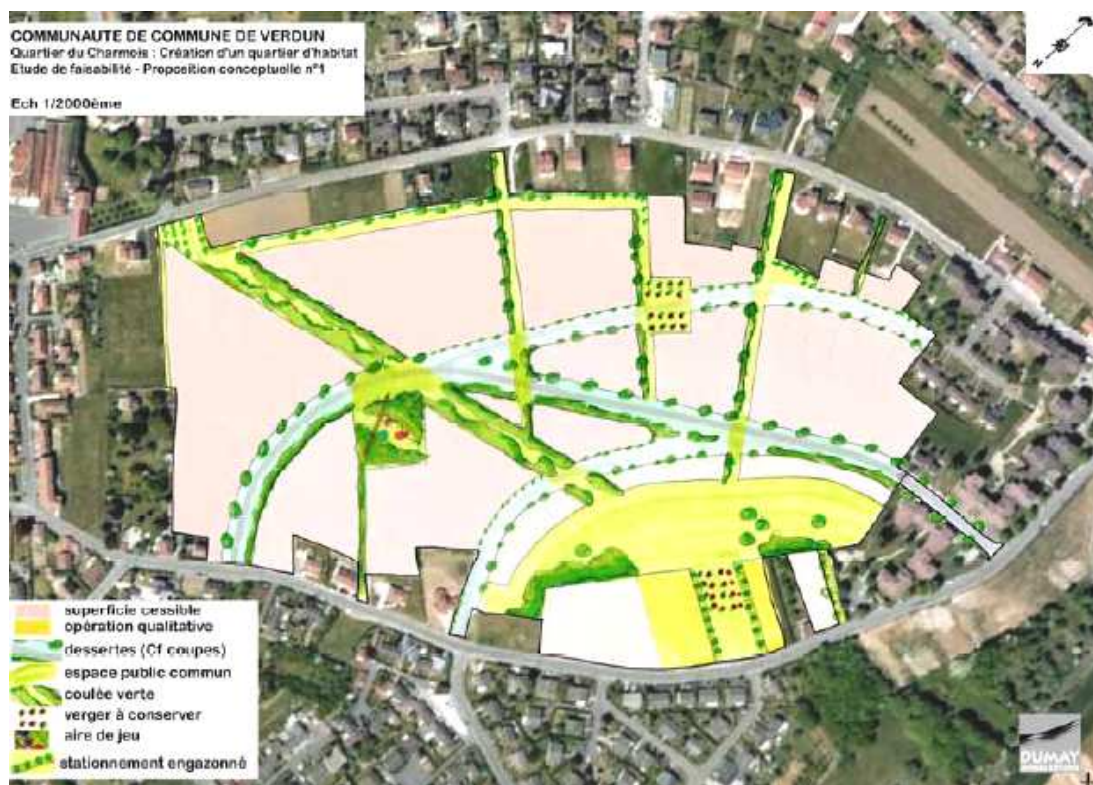 COMMUNAUTE DE COMMUNE DE VERDUN
Quartier du Charmois : Création d'un quartier d'habitat
Etude de faisabilité - Proposition conceptuelle n°1
Ech 1/2000ème
N
superficie cessible
opération qualitative
dessertes (Cf coupes)
espace public commun
coulée verte
verger à conserver
aire de jeu
stationnement engazonné
DUMAY